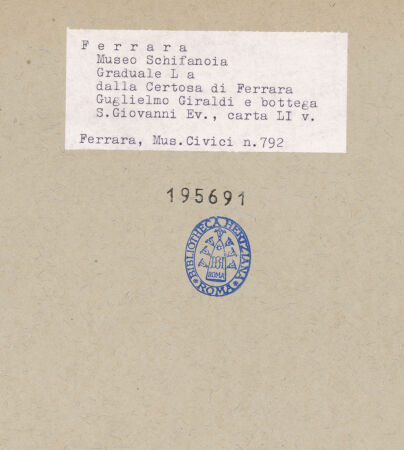 Ferrara
Museo Schifanoia
Graduale L a
dalla Certosa di Ferrara
Guglielmo Giraldi e bottega
S.Giovanni Ev., carta LI v.
Ferrara, Mus.Civici n.792
195691
BIBLIOTHECA HERTZIANA
ROMA
ROMA